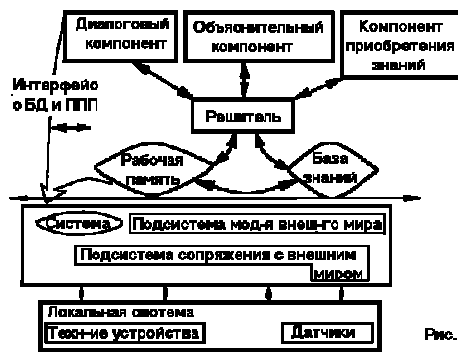 Диалоговый
компонент
Объяснительный
компонент
Компонент
приобретения
знаний
Интерфейс
с БД и ППП
Решатель
Рабочая
память
База
знаний
Система
Подсистема мод-я внеш-го мира
Подсистема сопряжения с внешним
миром
Локальная система
Техн-ие устройства
Датчики
Рис.